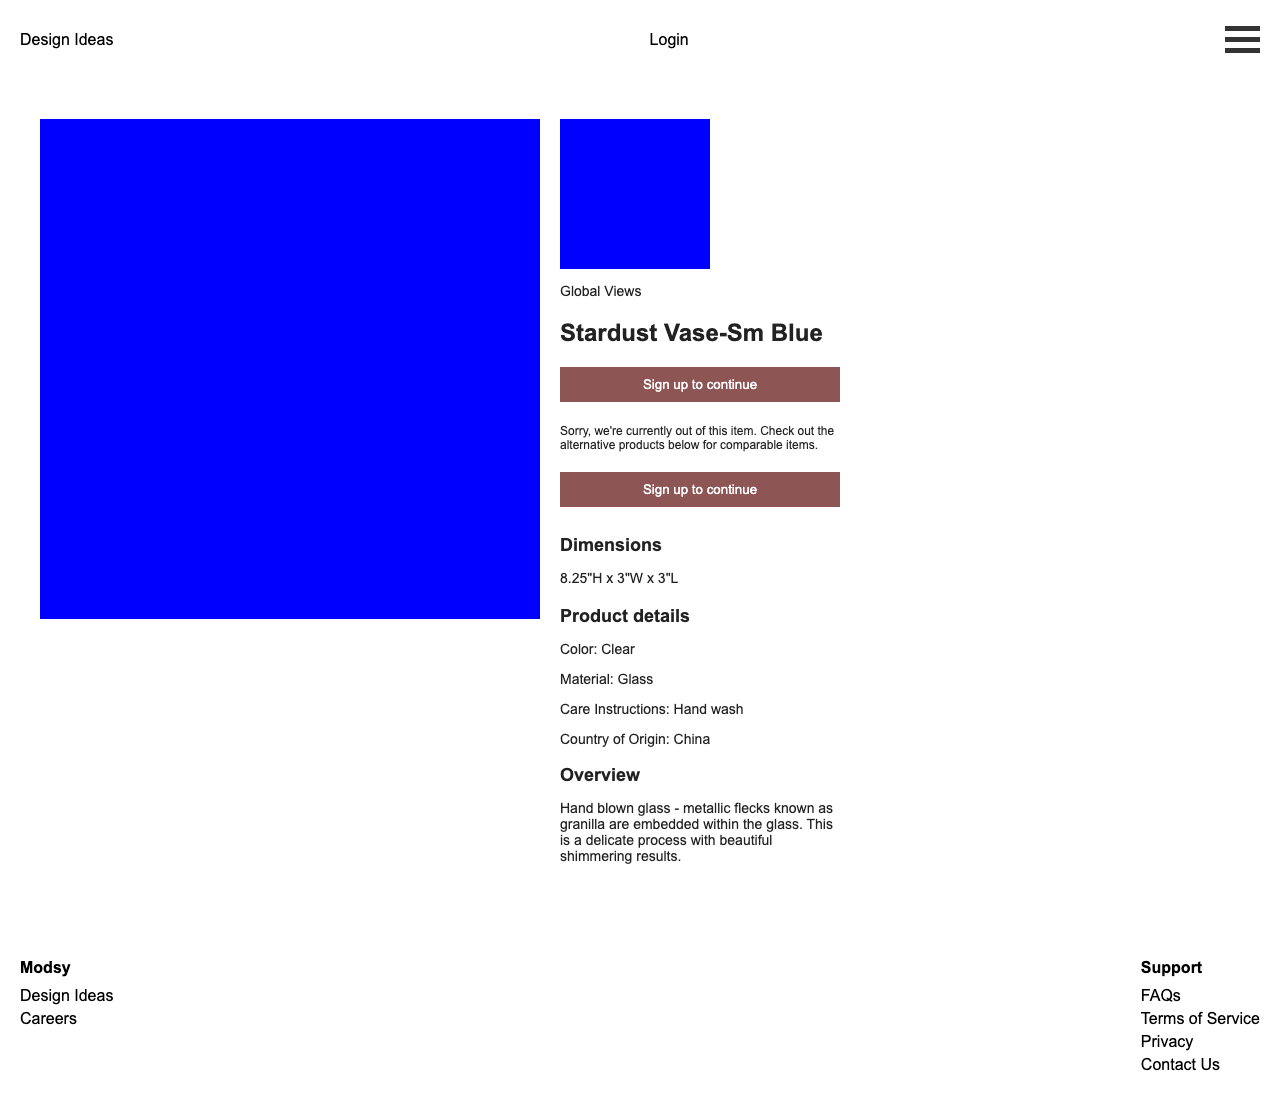 Design Ideas
Login
Global Views
Stardust Vase-Sm Blue
Sign up to continue
Sorry, we're currently out of this item. Check out the
alternative products below for comparable items.
Sign up to continue
Dimensions
8.25"H x 3"W x 3"L
Product details
Color: Clear
Material: Glass
Care Instructions: Hand wash
Country of Origin: China
Overview
Hand blown glass - metallic flecks known as
granilla are embedded within the glass. This
is a delicate process with beautiful
shimmering results.
Modsy
Design Ideas
Careers
Support
FAQs
Terms of Service
Privacy
Contact Us